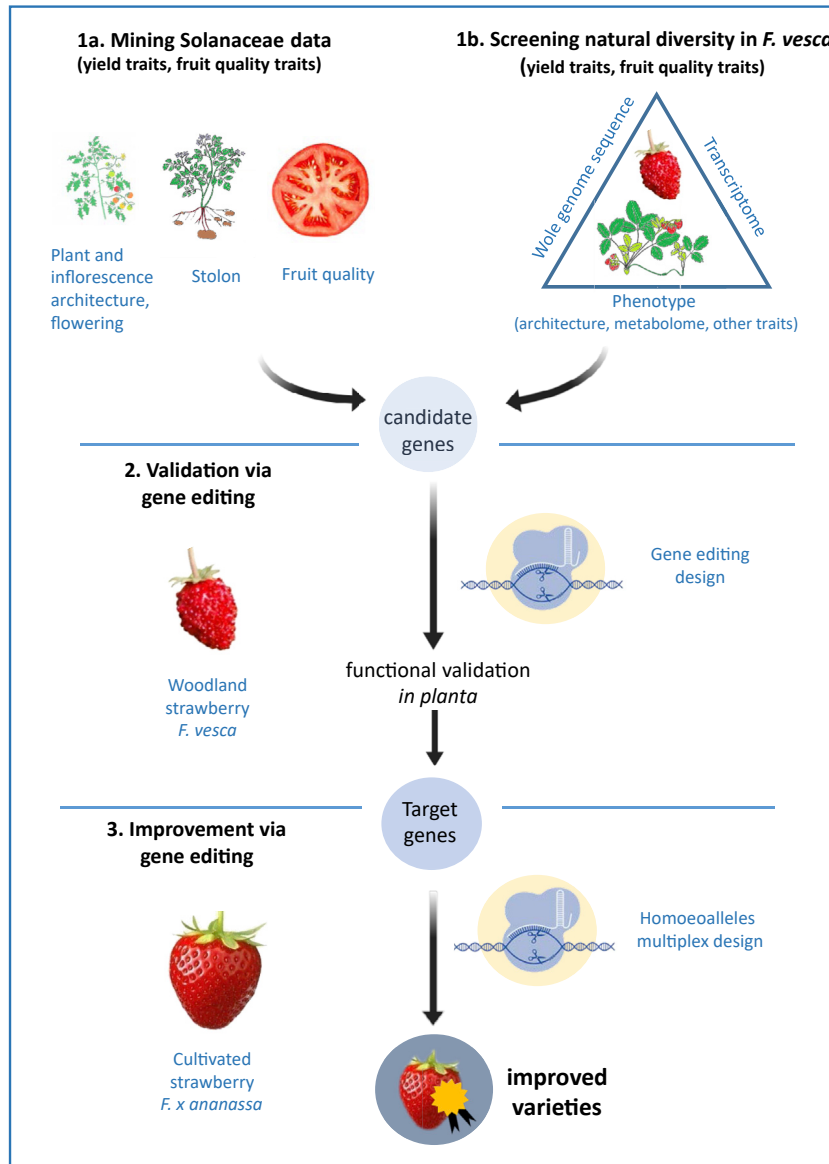 1a. Mining Solanaceae data
(yield traits, fruit quality traits)
1b. Screening natural diversity in F. vesca
(yield traits, fruit quality traits)
Plant and
inflorescence
architecture,
flowering
Stolon
Fruit quality
Wole genome sequence
Transcriptome
Phenotype
(architecture, metabolome, other traits)
candidate
genes
2. Validation via
gene editing
Gene editing
design
Woodland
strawberry
F. vesca
functional validation
in planta
Target
genes
3. Improvement via
gene editing
Homoeoalleles
multiplex design
Cultivated
strawberry
F. x ananassa
improved
varieties